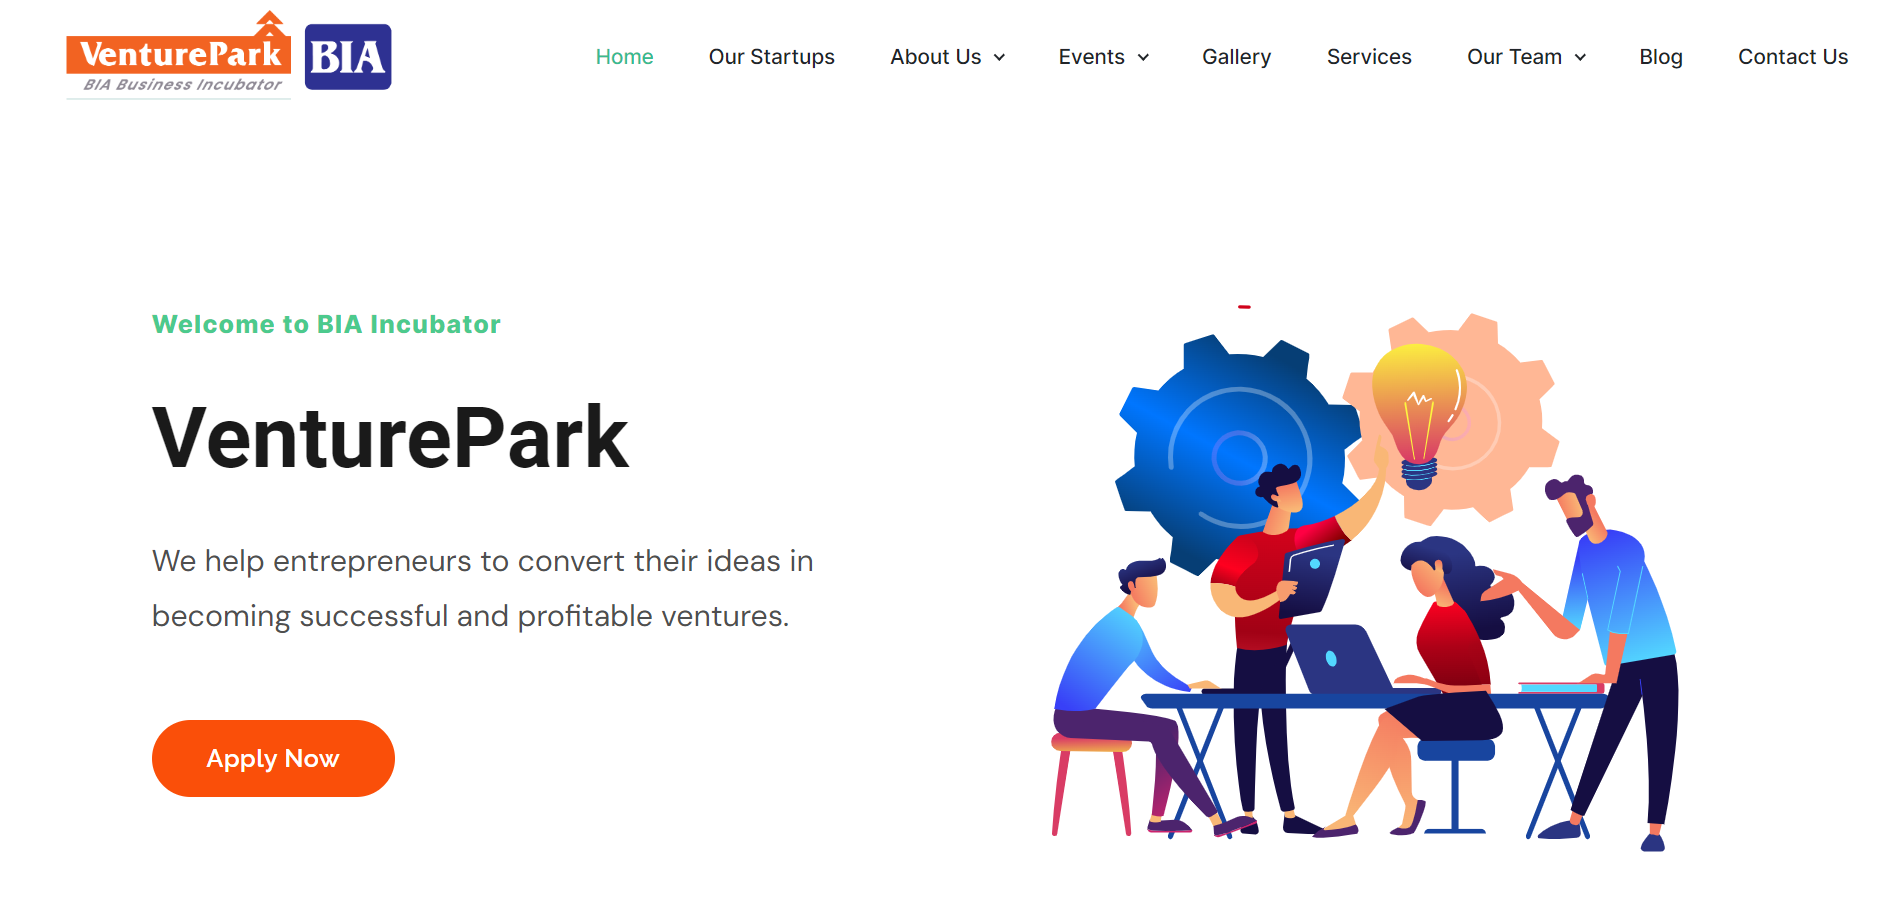 VenturePark
BIA Business Incubator
BIA
Home
Our Startups
About Us
Events
Gallery
Services
Our Team
Blog
Contact Us
Welcome to BIA Incubator
VenturePark
We help entrepreneurs to convert their ideas in
becoming successful and profitable ventures.
Apply Now